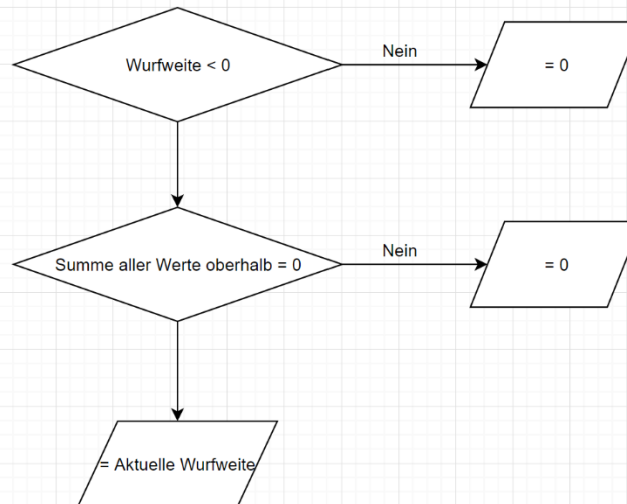 Wurfweite < 0
Nein
= 0
Summe aller Werte oberhalb = 0
Nein
= 0
= Aktuelle Wurfweite